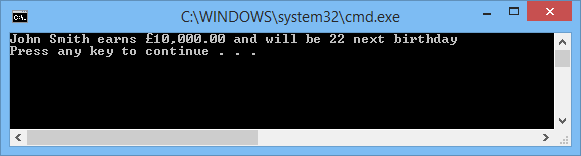 C:\WINDOWS\system32\cmd.exe
John Smith earns £10,000.00 and will be 22 next birthday
Press any key to continue . . .